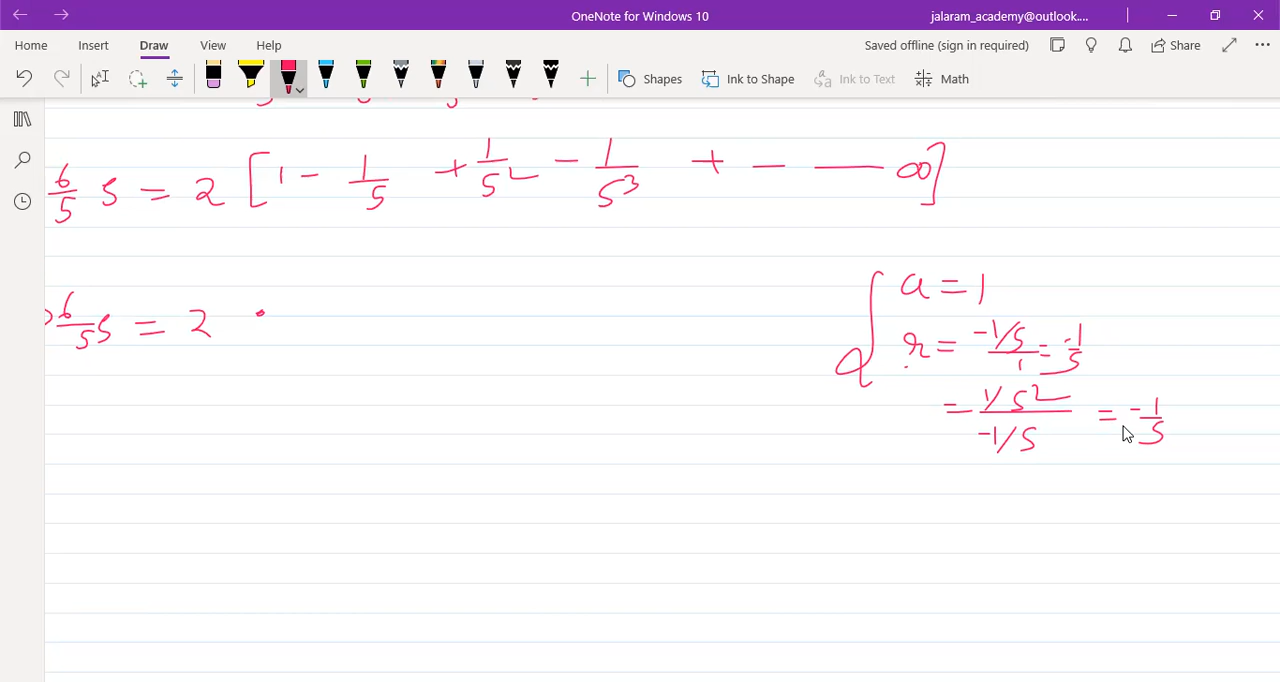 OneNote for Windows 10
jalaram_academy@outlook....
Home Insert Draw View Help
Saved offline (sign in required)
Share
Shapes
Ink to Shape
Ink to Text
Math
6/5 S = 2 [1 - 1/5 + 1/5² - 1/5³ + - — ∞]
a = 1
6/5 S = 2 ·
r = -1/5 / 1 = -1/5
= 1/5² / -1/5 = -1/5